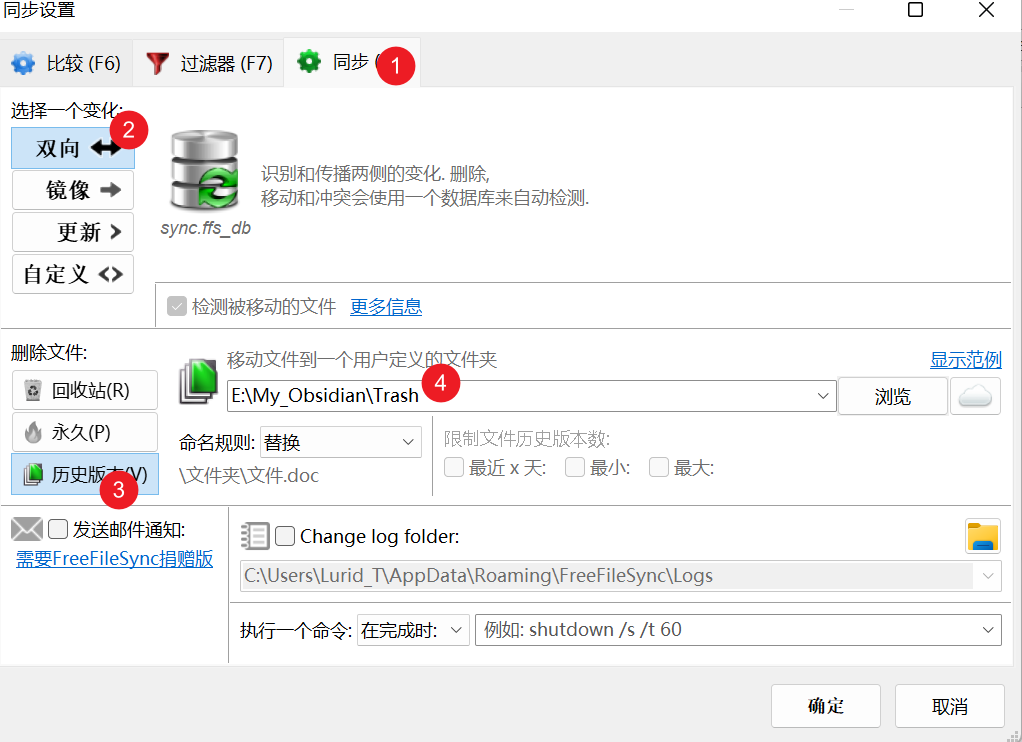 同步设置
比较 (F6)
过滤器 (F7)
同步 (
1
选择一个变化:
2
双向
镜像
更新
自定义
识别和传播两侧的变化. 删除,
移动和冲突会使用一个数据库来自动检测.
sync.ffs_db
检测被移动的文件 更多信息
删除文件:
回收站(R)
永久(P)
历史版本(V)
3
移动文件到一个用户定义的文件夹
显示范例
4
E:\My_Obsidian\Trash
浏览
命名规则: 替换
\文件夹\文件.doc
限制文件历史版本数:
最近 x 天: 最小: 最大:
发送邮件通知:
需要FreeFileSync捐赠版
Change log folder:
C:\Users\Lurid_T\AppData\Roaming\FreeFileSync\Logs
执行一个命令: 在完成时: 例如: shutdown /s /t 60
确定 取消